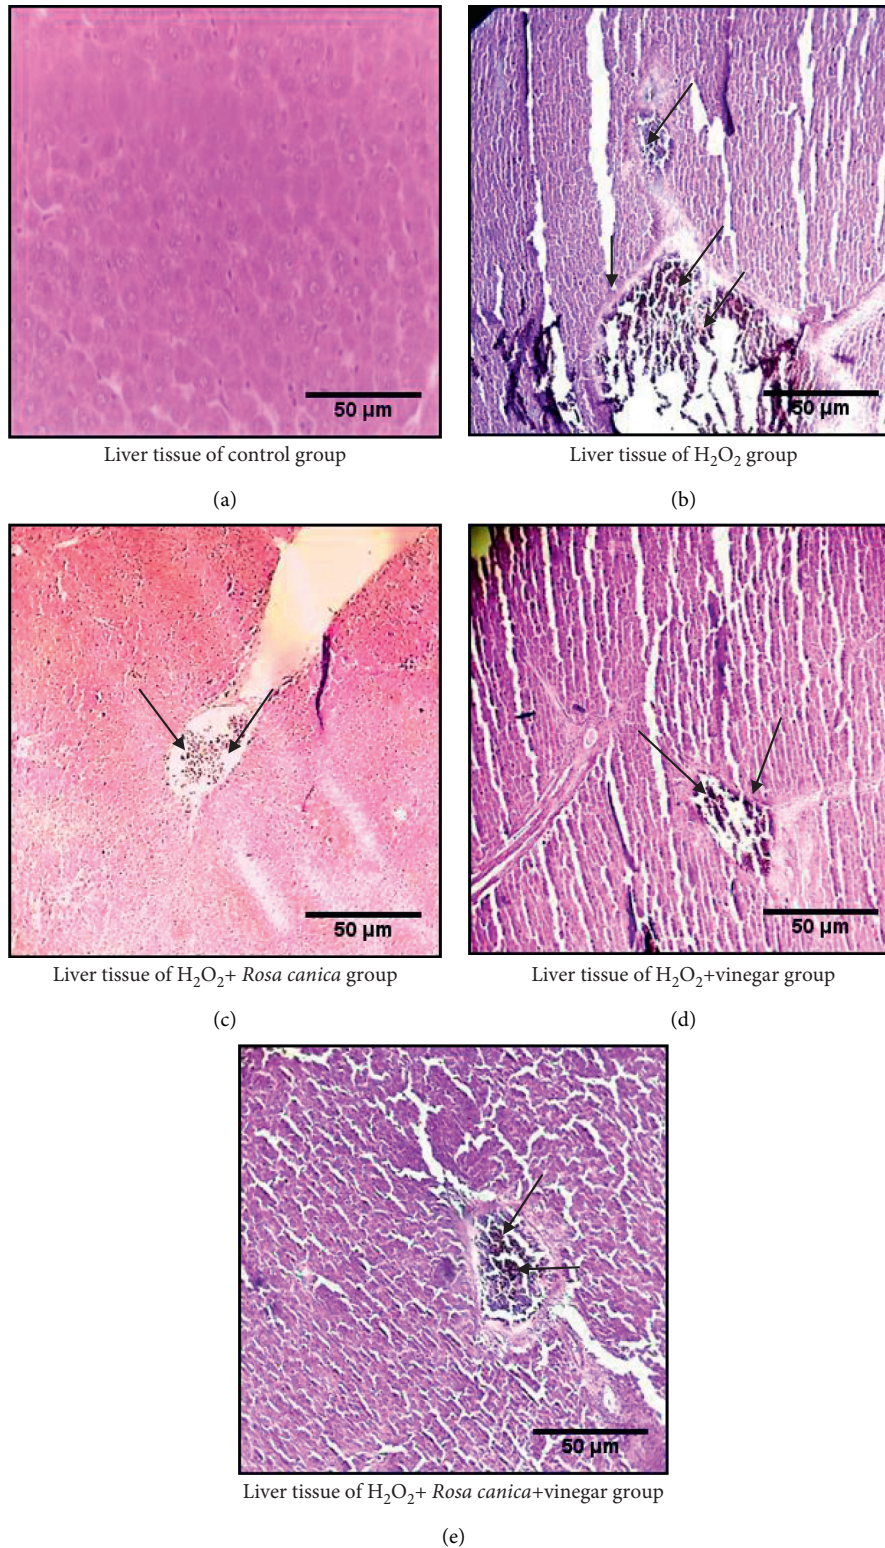 50 μm
50 μm
Liver tissue of control group
Liver tissue of H₂O₂ group
(a)
(b)
50 μm
50 μm
Liver tissue of H₂O₂+ Rosa canica group
Liver tissue of H₂O₂+vinegar group
(c)
(d)
50 μm
Liver tissue of H₂O₂+ Rosa canica+vinegar group
(e)